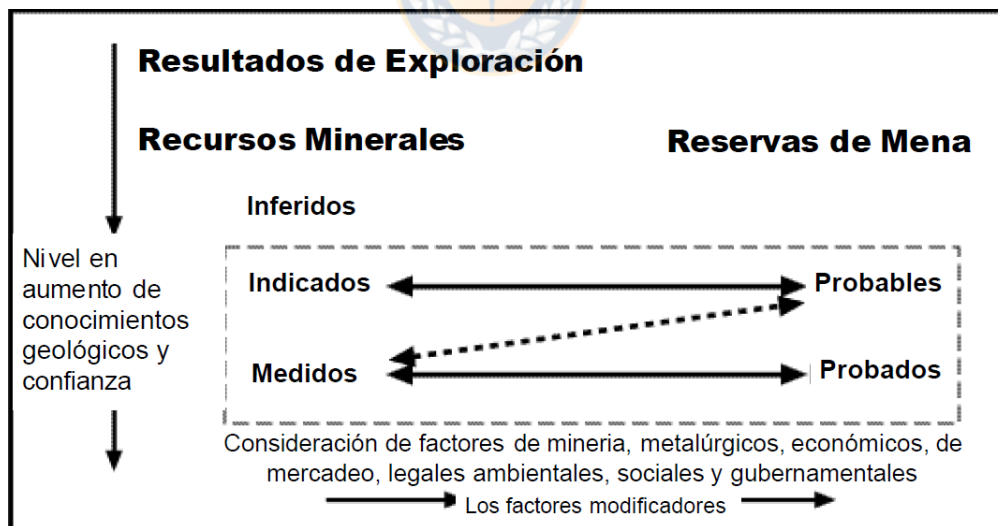 Resultados de Exploración
Recursos Minerales
Reservas de Mena
Inferidos
Nivel en
aumento de
conocimientos
geológicos y
confianza
Indicados
Probables
Medidos
Probados
Consideración de factores de mineria, metalúrgicos, económicos, de
mercadeo, legales ambientales, sociales y gubernamentales
Los factores modificadores